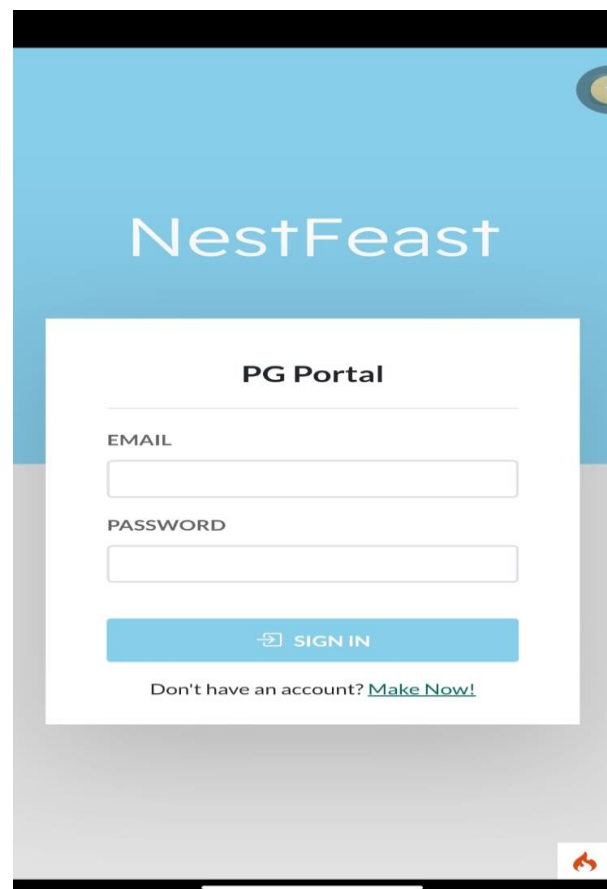 NestFeast
PG Portal
EMAIL
PASSWORD
SIGN IN
Don't have an account? Make Now!